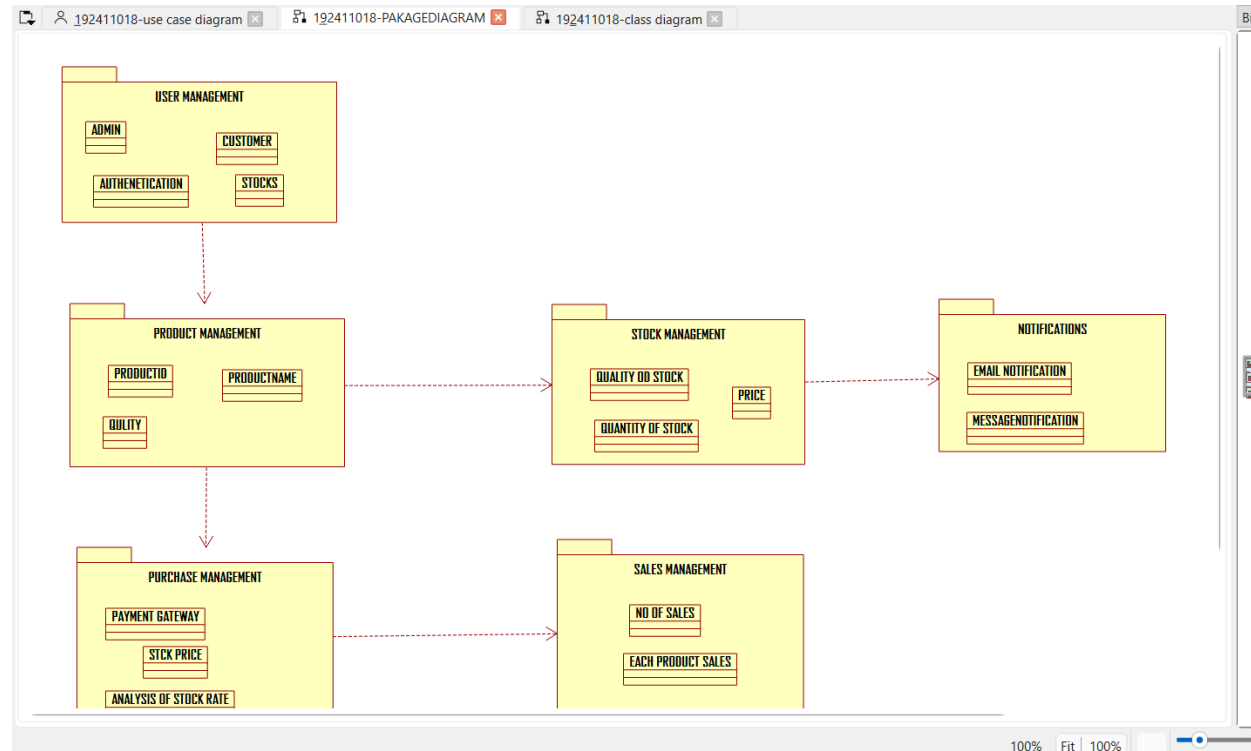 192411018-use case diagram
192411018-PAKAGEDIAGRAM
192411018-class diagram
USER MANAGEMENT
ADMIN
CUSTOMER
AUTHENETICATION
STOCKS
PRODUCT MANAGEMENT
PRODUCTID
PRODUCTNAME
QULITY
STOCK MANAGEMENT
QUALITY OD STOCK
PRICE
QUANTITY OF STOCK
NOTIFICATIONS
EMAIL NOTIFICATION
MESSAGENOTIFICATION
PURCHASE MANAGEMENT
PAYMENT GATEWAY
STCK PRICE
ANALYSIS OF STOCK RATE
SALES MANAGEMENT
NO OF SALES
EACH PRODUCT SALES
100% Fit 100%